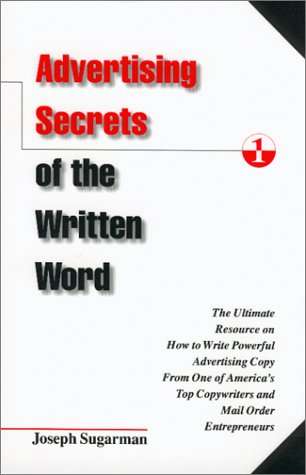 Advertising
Secrets
1
of the
Written
Word
The Ultimate
Resource on
How to Write Powerful
Advertising Copy
From One of America's
Top Copywriters and
Mail Order
Entrepreneurs
Joseph Sugarman